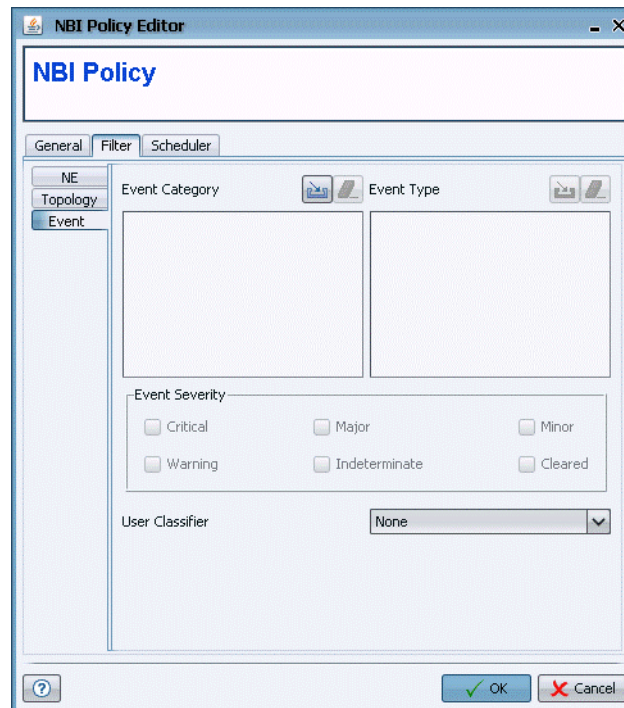 NBI Policy Editor
NBI Policy
General Filter Scheduler
NE
Topology
Event
Event Category Event Type
Event Severity
Critical Major Minor
Warning Indeterminate Cleared
User Classifier None
? OK Cancel